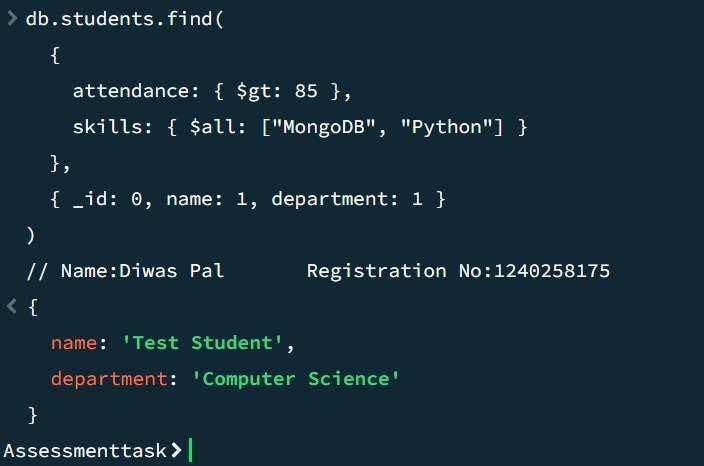 > db.students.find(
    {
      attendance: { $gt: 85 },
      skills: { $all: ["MongoDB", "Python"] }
    },
    { _id: 0, name: 1, department: 1 }
  )
  // Name:Diwas Pal       Registration No:1240258175
< {
    name: 'Test Student',
    department: 'Computer Science'
  }
Assessmenttask>